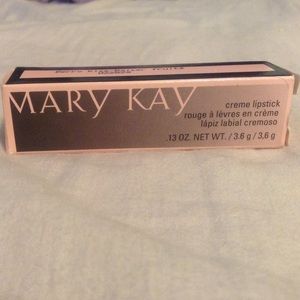 MARY KAY
creme lipstick
rouge à lèvres en crème
lápiz labial cremoso
.13 OZ. NET WT. / 3.6 g / 3,6 g